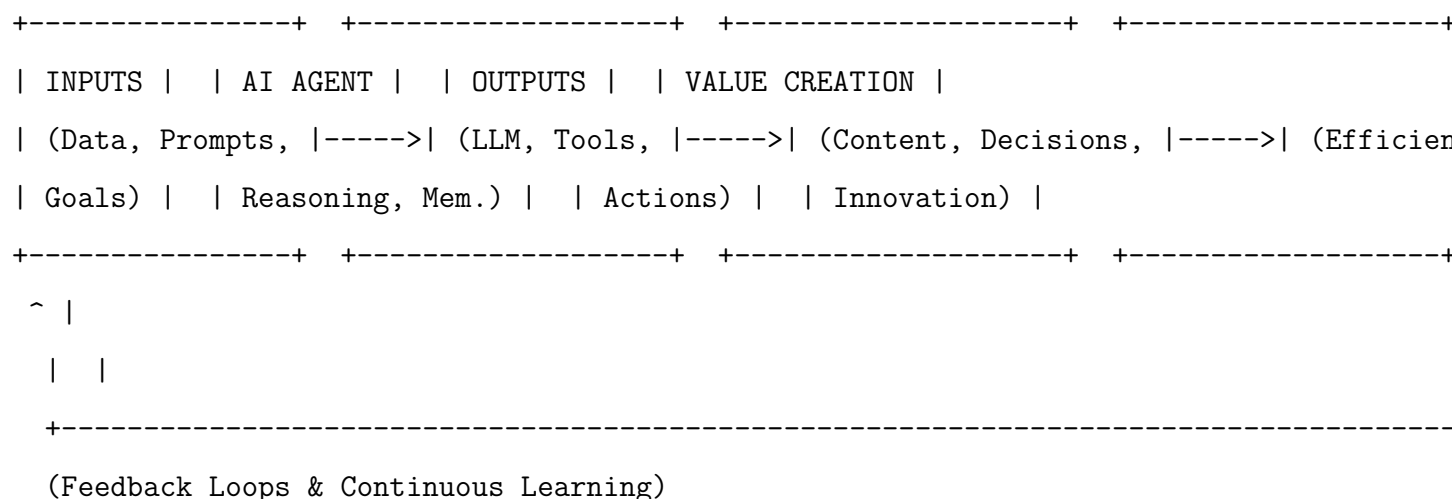 +----------------+ +-------------------+ +--------------------+ +-------------------+
| INPUTS | | AI AGENT | | OUTPUTS | | VALUE CREATION |
| (Data, Prompts, |----->| (LLM, Tools, |----->| (Content, Decisions, |----->|
| Goals) | | Reasoning, Mem.) | | Actions) | | Innovation) |
+----------------+ +-------------------+ +--------------------+ +-------------------+
^ |
| |
+-------------------------------------------------------------------------------------
(Feedback Loops & Continuous Learning)